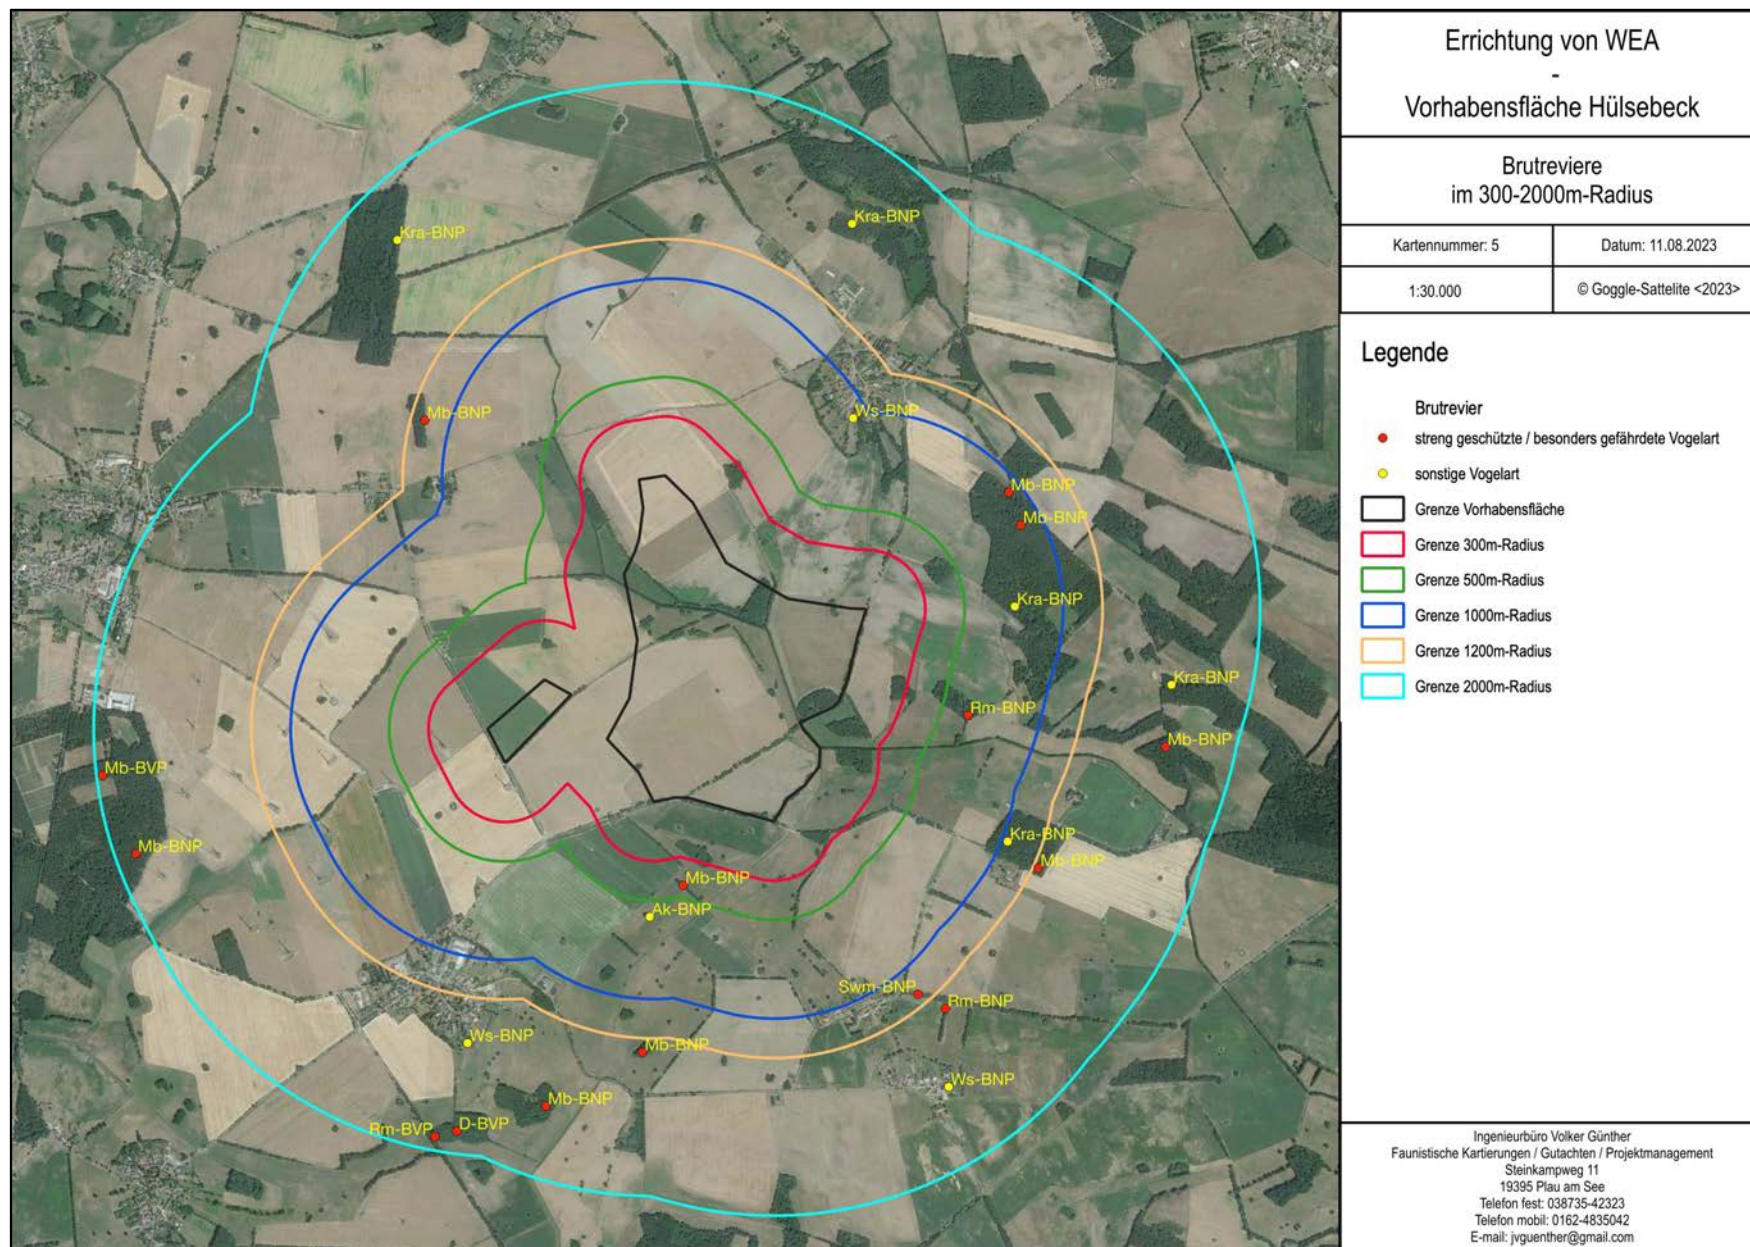 Errichtung von WEA
-
Vorhabensfläche Hülsebeck
Brutreviere
im 300-2000m-Radius
Kartennummer: 5
Datum: 11.08.2023
1:30.000
© Goggle-Sattelite <2023>
Legende
Brutrevier
streng geschützte / besonders gefährdete Vogelart
sonstige Vogelart
Grenze Vorhabensfläche
Grenze 300m-Radius
Grenze 500m-Radius
Grenze 1000m-Radius
Grenze 1200m-Radius
Grenze 2000m-Radius
Kra-BNP
Kra-BNP
Mb-BNP
Ws-BNP
Mb-BNP
Mb-BNP
Kra-BNP
Kra-BNP
Rm-BNP
Mb-BNP
Mb-BVP
Kra-BNP
Mb-BNP
Mb-BNP
Mb-BNP
Ak-BNP
Swm-BNP
Rm-BNP
Ws-BNP
Mb-BNP
Ws-BNP
Mb-BNP
Rm-BVP
D-BVP
Ingenieurbüro Volker Günther
Faunistische Kartierungen / Gutachten / Projektmanagement
Steinkampweg 11
19395 Plau am See
Telefon fest: 038735-42323
Telefon mobil: 0162-4835042
E-mail: jvguenther@gmail.com